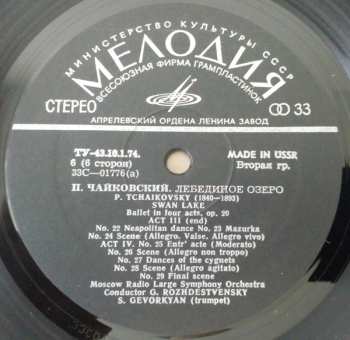 МИНИСТЕРСТВО КУЛЬТУРЫ СССР
МЕЛОДИЯ
ВСЕСОЮЗНАЯ ФИРМА ГРАМПЛАСТИНОК
СТЕРЕО 33
АПРЕЛЕВСКИЙ ОРДЕНА ЛЕНИНА ЗАВОД
ТУ-43.10.1.74. MADE IN USSR
6 (6 сторон) Вторая гр.
33С—01776(а)
П. ЧАЙКОВСКИЙ. ЛЕБЕДИНОЕ ОЗЕРО
P. TCHAIKOVSKY (1840—1893)
SWAN LAKE
Ballet in four acts, op. 20
ACT III (end)
No. 22 Neapolitan dance No. 23 Mazurka
No. 24 Scene (Allegro. Valse. Allegro vivo)
ACT IV. No. 25 Entr' acte (Moderato)
No. 26 Scene (Allegro non troppo)
No. 27 Dances of the cygnets
No. 28 Scene (Allegro agitato)
No. 29 Final scene
Moscow Radio Large Symphony Orchestra
Conductor G. ROZHDESTVENSKY
S. GEVORKYAN (trumpet)